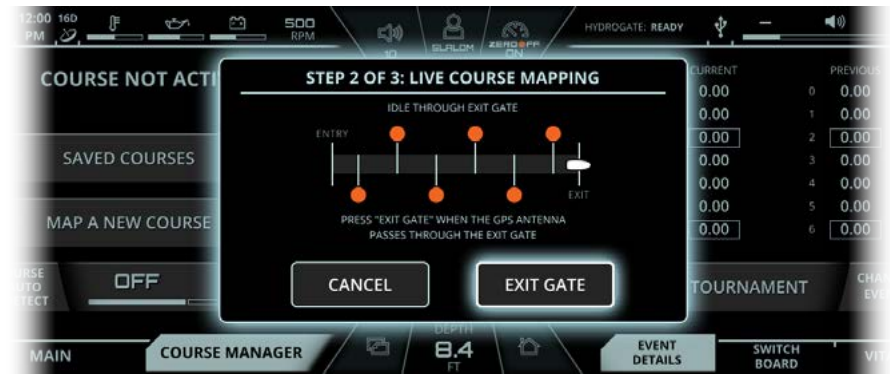 12:00 PM
16D
500 RPM
10
SLALOM
ZEROOFF ON
HYDROGATE: READY
COURSE NOT ACTI
SAVED COURSES
MAP A NEW COURSE
OFF
STEP 2 OF 3: LIVE COURSE MAPPING
IDLE THROUGH EXIT GATE
ENTRY
EXIT
PRESS "EXIT GATE" WHEN THE GPS ANTENNA
PASSES THROUGH THE EXIT GATE
CANCEL
EXIT GATE
CURRENT PREVIOUS
0.00 0 0.00
0.00 1 0.00
0.00 2 0.00
0.00 3 0.00
0.00 4 0.00
0.00 5 0.00
0.00 6 0.00
TOURNAMENT
MAIN
COURSE MANAGER
DEPTH
8.4
FT
EVENT
DETAILS
SWITCH
BOARD